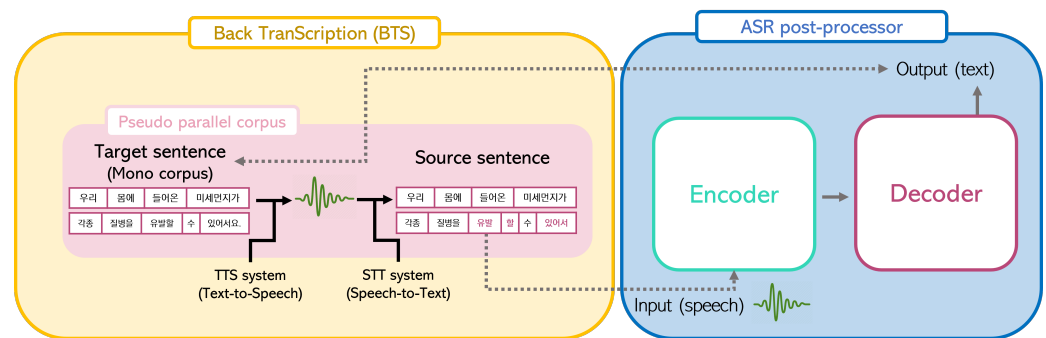 Back TranScription (BTS)
ASR post-processor
Output (text)
Pseudo parallel corpus
Target sentence
(Mono corpus)
Source sentence
우리 몸에 들어온 미세먼지가
각종 질병을 유발할 수 있어서요.
우리 몸에 들어온 미세먼지가
각종 질병을 유발 할 수 있어서
TTS system
(Text-to-Speech)
STT system
(Speech-to-Text)
Encoder
Decoder
Input (speech)